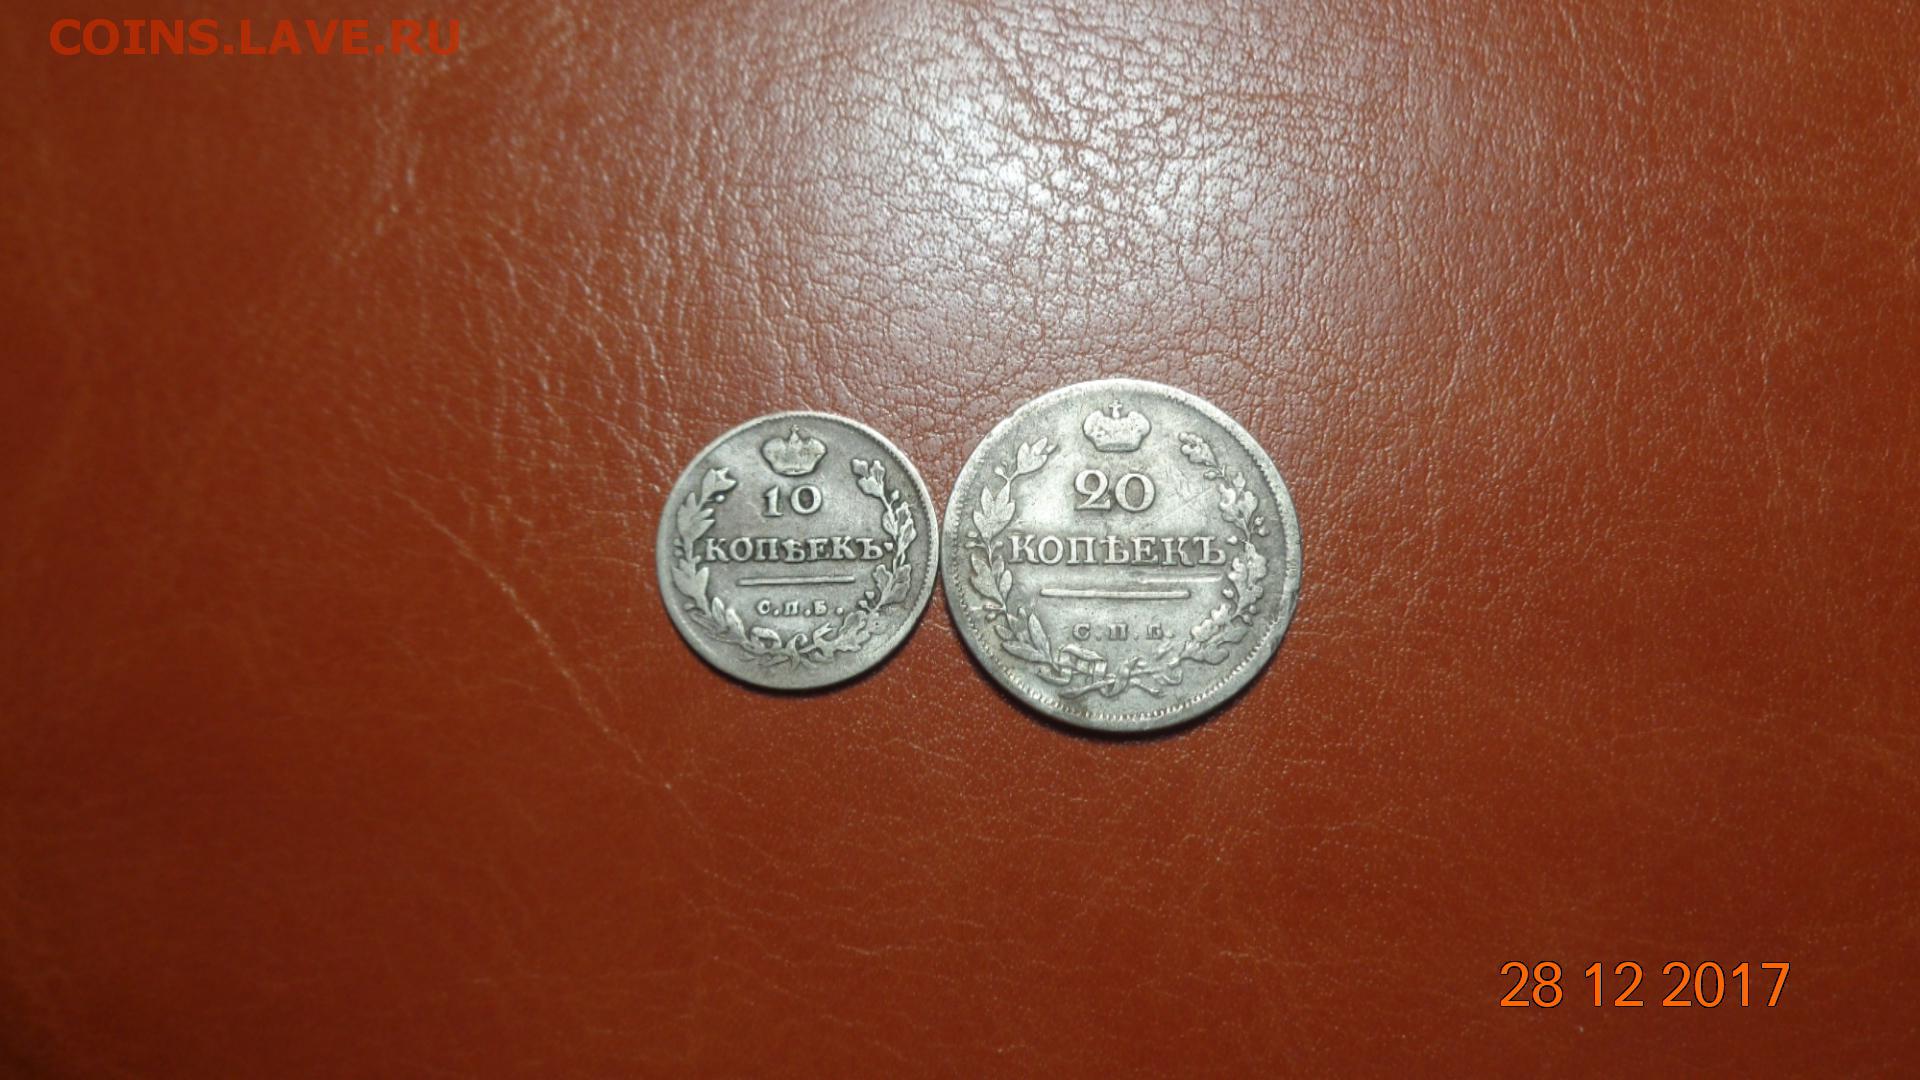 COINS.LAVE.RU
10
КОПѢЕКЪ
С.П.Б.
20
КОПѢЕКЪ
С.П.Б.
28 12 2017